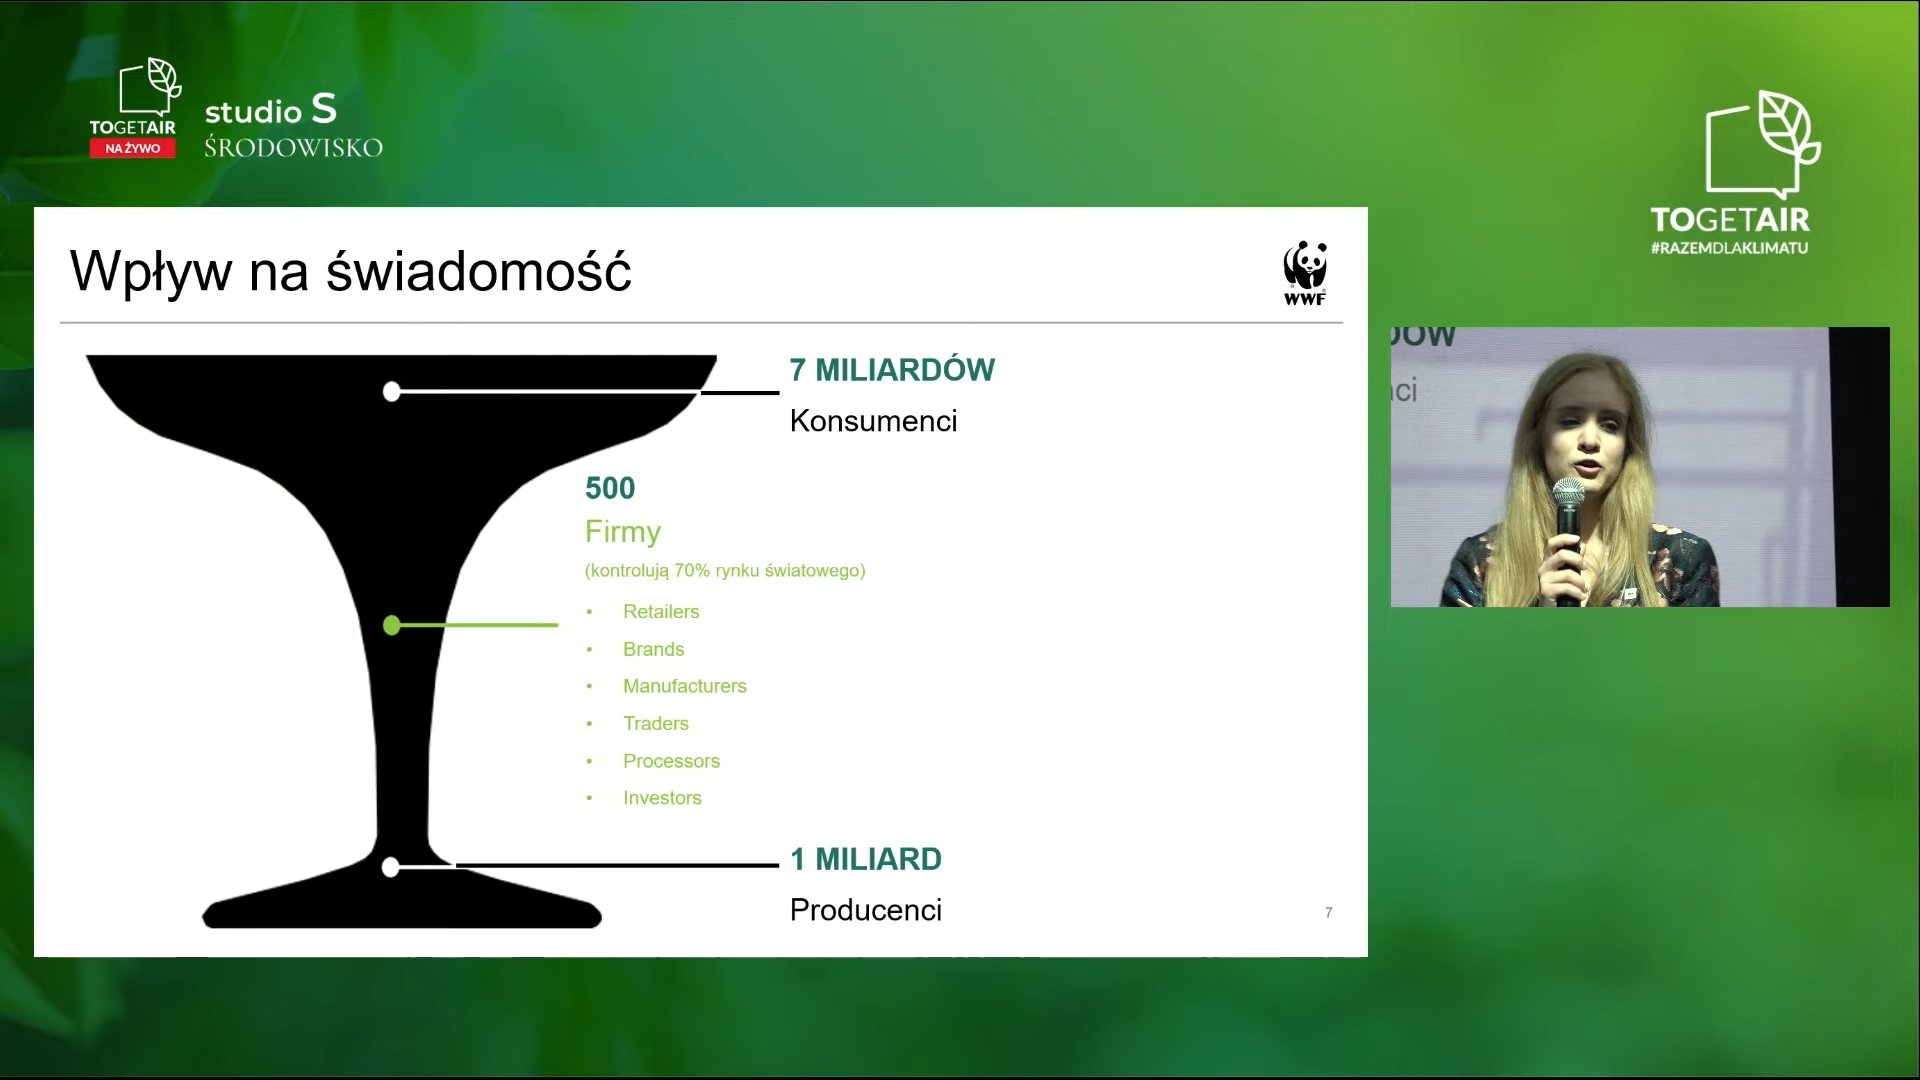 TOGETAIR
NA ŻYWO
studio S
ŚRODOWISKO
TOGETAIR
#RAZEMDLAKLIMATU
Wpływ na świadomość
WWF
7 MILIARDÓW
Konsumenci
500
Firmy
(kontrolują 70% rynku światowego)
• Retailers
• Brands
• Manufacturers
• Traders
• Processors
• Investors
1 MILIARD
Producenci
7